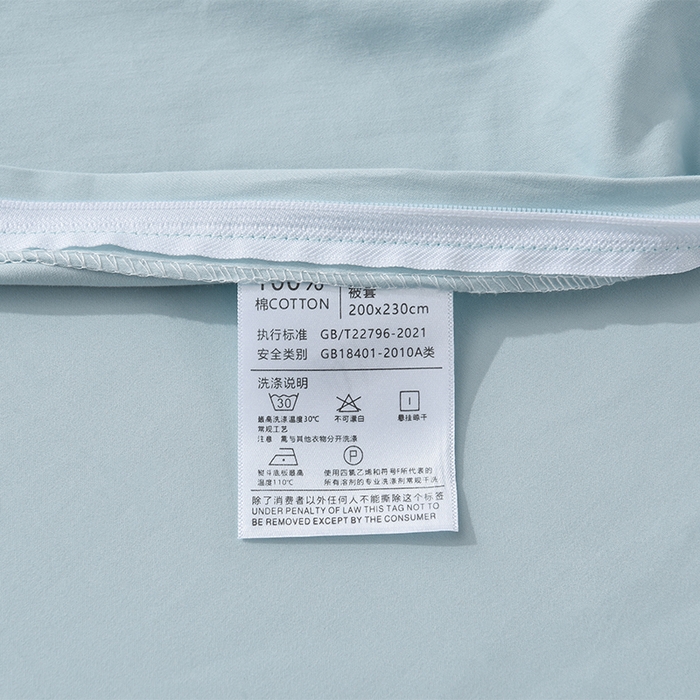 100% 被套
棉COTTON 200x230cm
执行标准 GB/T22796-2021
安全类别 GB18401-2010A类
洗涤说明
30
最高洗涤温度30℃ 不可漂白 悬挂晾干
常规工艺
注意 需与其他衣物分开洗涤
P
熨斗底板最高 使用四氯乙烯和符号F所代表的
温度110℃ 所有溶剂的专业洗涤剂常规干洗
除了消费者以外任何人不能撕除这个标签
UNDER PENALTY OF LAW THIS TAG NOT TO
BE REMOVED EXCEPT BY THE CONSUMER